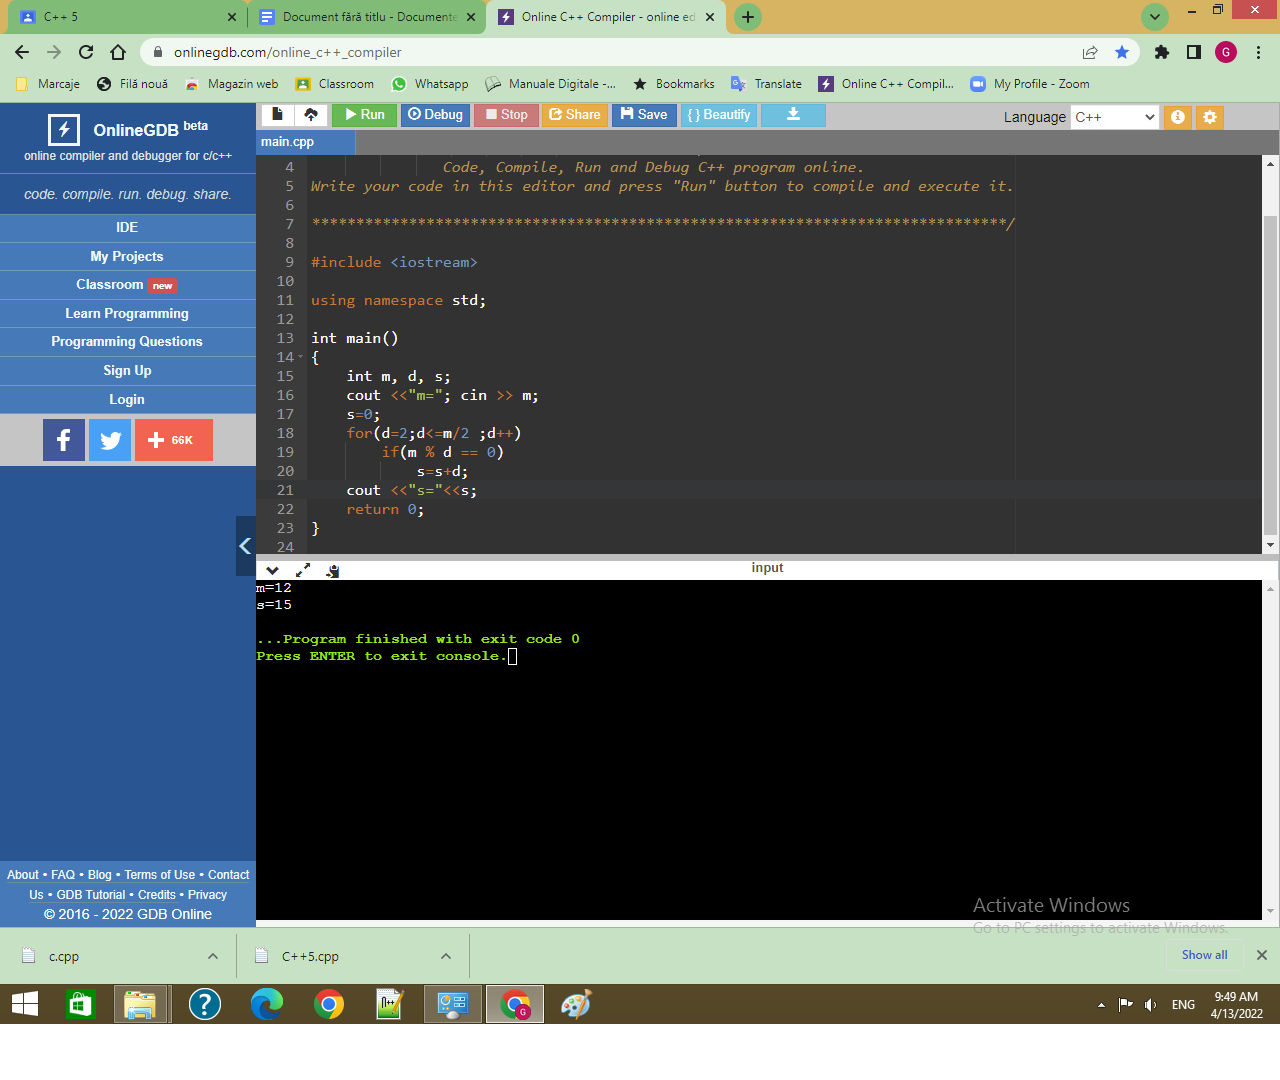 C++ 5
Document fără titlu - Documente
Online C++ Compiler - online ed
onlinegdb.com/online_c++_compiler
G
Marcaje
Filă nouă
Magazin web
Classroom
Whatsapp
Manuale Digitale -...
Bookmarks
Translate
Online C++ Compil...
My Profile - Zoom
OnlineGDB beta
online compiler and debugger for c/c++
code. compile. run. debug. share.
IDE
My Projects
Classroom new
Learn Programming
Programming Questions
Sign Up
Login
f
+ 66K
About • FAQ • Blog • Terms of Use • Contact
Us • GDB Tutorial • Credits • Privacy
© 2016 - 2022 GDB Online
Run
Debug
Stop
Share
Save
{ } Beautify
Language C++
main.cpp
4 Code, Compile, Run and Debug C++ program online.
5 Write your code in this editor and press "Run" button to compile and execute it.
6
7 *******************************************************************************/
8
9 #include <iostream>
10
11 using namespace std;
12
13 int main()
14 {
15 int m, d, s;
16 cout <<"m="; cin >> m;
17 s=0;
18 for(d=2;d<=m/2 ;d++)
19 if(m % d == 0)
20 s=s+d;
21 cout <<"s="<<s;
22 return 0;
23 }
24
input
m=12
s=15
...Program finished with exit code 0
Press ENTER to exit console.
Activate Windows
Go to PC settings to activate Windows.
c.cpp
C++5.cpp
Show all
ENG
9:49 AM
4/13/2022